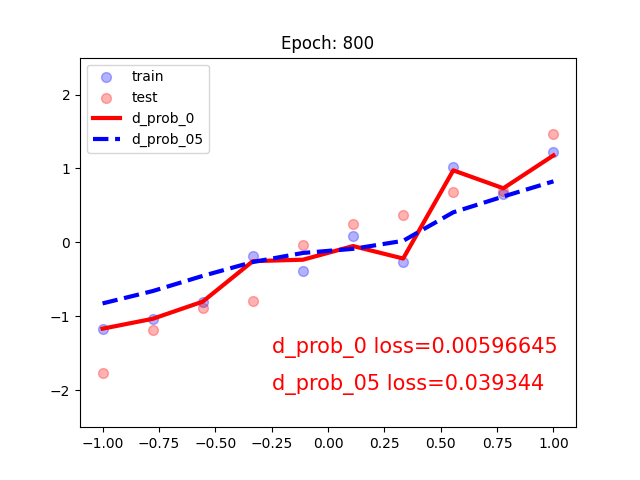 Epoch: 800
train
test
d_prob_0
d_prob_05
2
1
0
−1
−2
d_prob_0 loss=0.00596645
d_prob_05 loss=0.039344
−1.00 −0.75 −0.50 −0.25 0.00 0.25 0.50 0.75 1.00